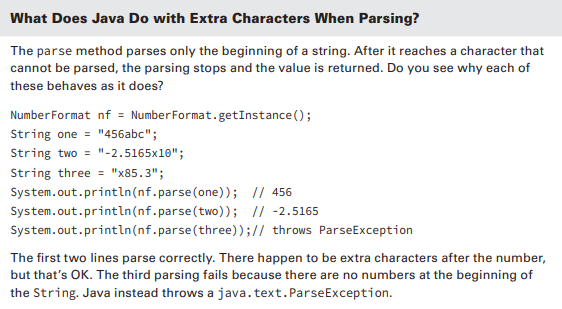 What Does Java Do with Extra Characters When Parsing?
The parse method parses only the beginning of a string. After it reaches a character that
cannot be parsed, the parsing stops and the value is returned. Do you see why each of
these behaves as it does?
NumberFormat nf = NumberFormat.getInstance();
String one = "456abc";
String two = "-2.5165x10";
String three = "x85.3";
System.out.println(nf.parse(one)); // 456
System.out.println(nf.parse(two)); // -2.5165
System.out.println(nf.parse(three));// throws ParseException
The first two lines parse correctly. There happen to be extra characters after the number,
but that's OK. The third parsing fails because there are no numbers at the beginning of
the String. Java instead throws a java.text.ParseException.